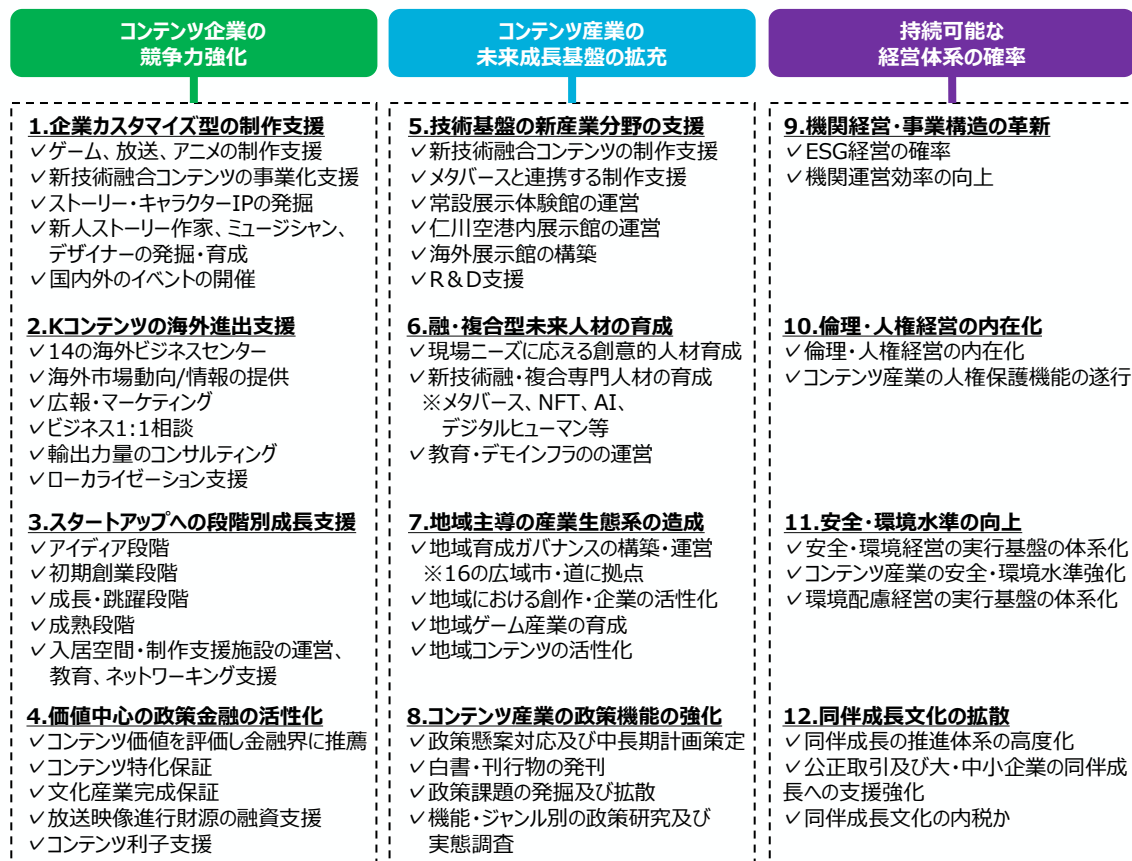 コンテンツ企業の
競争力強化
1.企業カスタマイズ型の制作支援
✓ゲーム、放送、アニメの制作支援
✓新技術融合コンテンツの事業化支援
✓ストーリー・キャラクターIPの発掘
✓新人ストーリー作家、ミュージシャン、
デザイナーの発掘・育成
✓国内外のイベントの開催
2.Kコンテンツの海外進出支援
✓14の海外ビジネスセンター
✓海外市場動向/情報の提供
✓広報・マーケティング
✓ビジネス1:1相談
✓輸出力量のコンサルティング
✓ローカライゼーション支援
3.スタートアップへの段階別成長支援
✓アイディア段階
✓初期創業段階
✓成長・跳躍段階
✓成熟段階
✓入居空間・制作支援施設の運営、
教育、ネットワーキング支援
4.価値中心の政策金融の活性化
✓コンテンツ価値を評価し金融界に推薦
✓コンテンツ特化保証
✓文化産業完成保証
✓放送映像進行財源の融資支援
✓コンテンツ利子支援
コンテンツ産業の
未来成長基盤の拡充
5.技術基盤の新産業分野の支援
✓新技術融合コンテンツの制作支援
✓メタバースと連携する制作支援
✓常設展示体験館の運営
✓仁川空港内展示館の運営
✓海外展示館の構築
✓R&D支援
6.融・複合型未来人材の育成
✓現場ニーズに応える創意的人材育成
✓新技術融・複合専門人材の育成
※メタバース、NFT、AI、
デジタルヒューマン等
✓教育・デモインフラのの運営
7.地域主導の産業生態系の造成
✓地域育成ガバナンスの構築・運営
※16の広域市・道に拠点
✓地域における創作・企業の活性化
✓地域ゲーム産業の育成
✓地域コンテンツの活性化
8.コンテンツ産業の政策機能の強化
✓政策懸案対応及び中長期計画策定
✓白書・刊行物の発刊
✓政策課題の発掘及び拡散
✓機能・ジャンル別の政策研究及び
実態調査
持続可能な
経営体系の確率
9.機関経営・事業構造の革新
✓ESG経営の確率
✓機関運営効率の向上
10.倫理・人権経営の内在化
✓倫理・人権経営の内在化
✓コンテンツ産業の人権保護機能の遂行
11.安全・環境水準の向上
✓安全・環境経営の実行基盤の体系化
✓コンテンツ産業の安全・環境水準強化
✓環境配慮経営の実行基盤の体系化
12.同伴成長文化の拡散
✓同伴成長の推進体系の高度化
✓公正取引及び大・中小企業の同伴成
長への支援強化
✓同伴成長文化の内税か